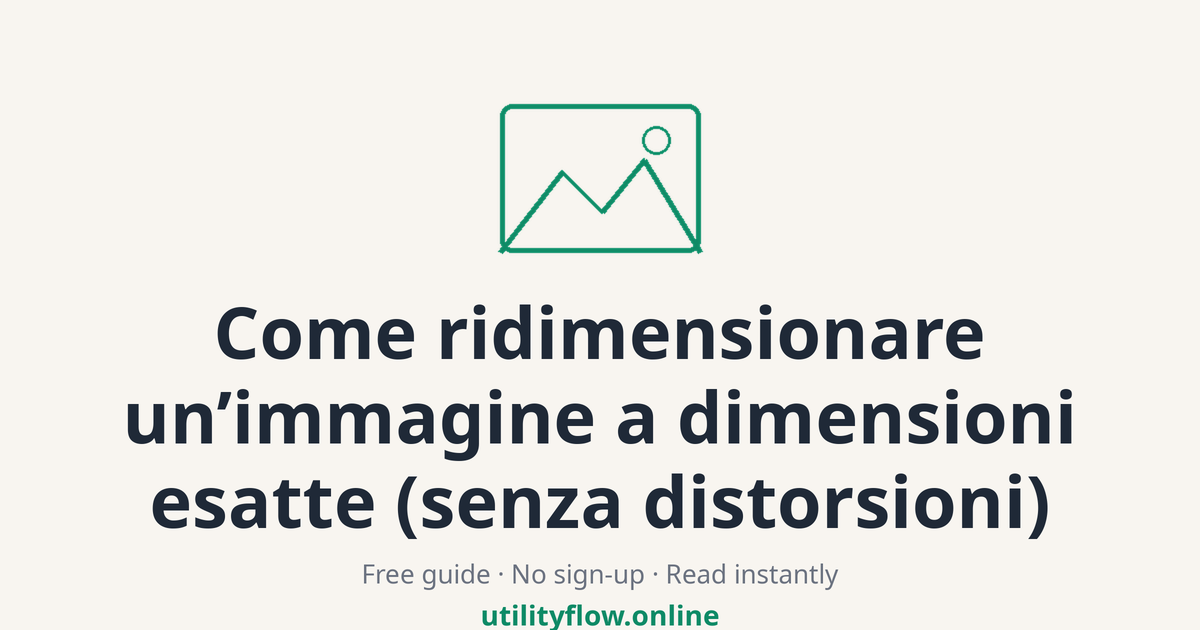 Come ridimensionare
un’immagine a dimensioni
esatte (senza distorsioni)
Free guide · No sign-up · Read instantly
utilityflow.online